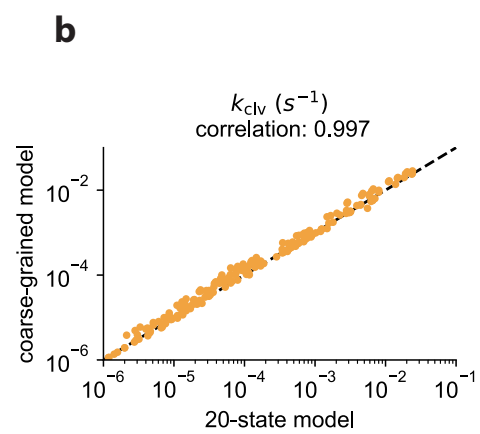 b
k_clv (s⁻¹)
correlation: 0.997
coarse-grained model
10⁻²
10⁻⁴
10⁻⁶
10⁻⁶ 10⁻⁵ 10⁻⁴ 10⁻³ 10⁻² 10⁻¹
20-state model